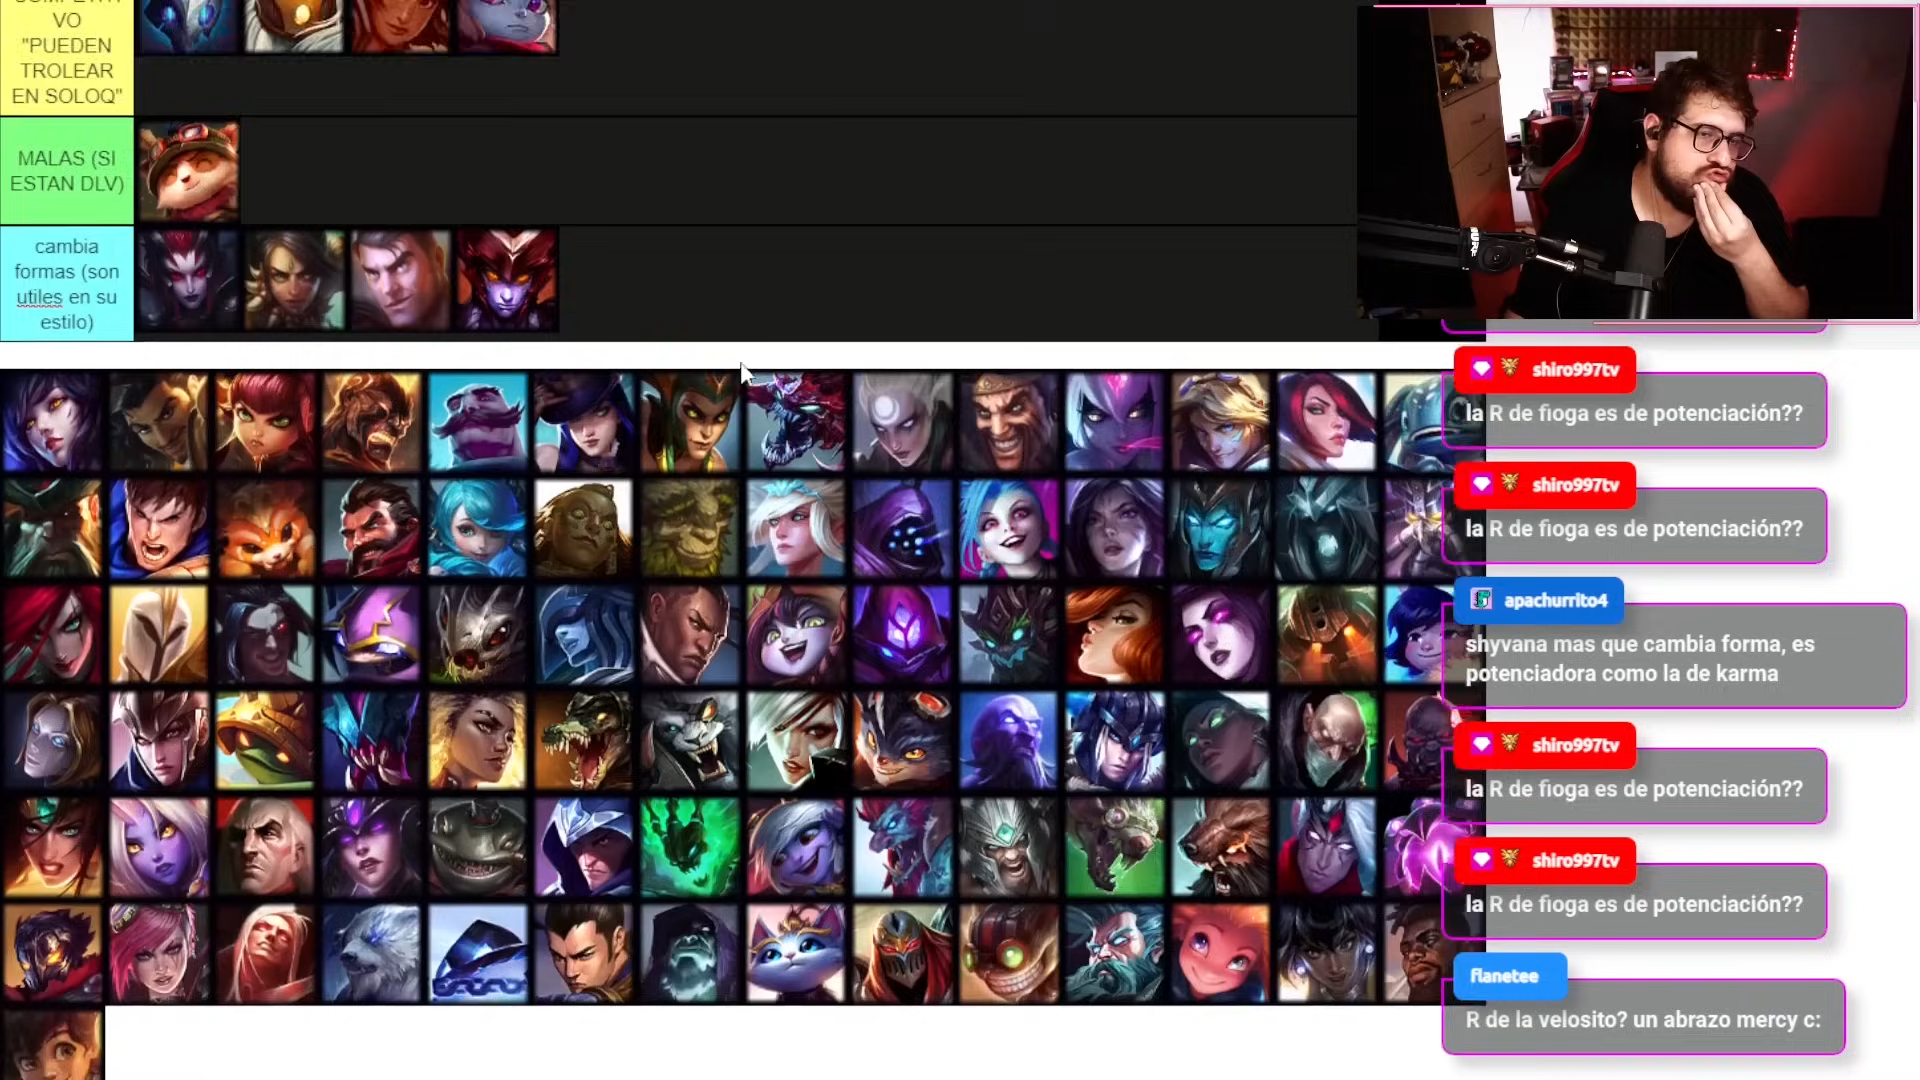 VO
"PUEDEN
TROLEAR
EN SOLOQ"
MALAS (SI
ESTAN DLV)
cambia
formas (son
utiles en su
estilo)
shiro997tv
la R de fioga es de potenciación??
shiro997tv
la R de fioga es de potenciación??
apachurrito4
shyvana mas que cambia forma, es
potenciadora como la de karma
shiro997tv
la R de fioga es de potenciación??
shiro997tv
la R de fioga es de potenciación??
flanetee
R de la velosito? un abrazo mercy c: